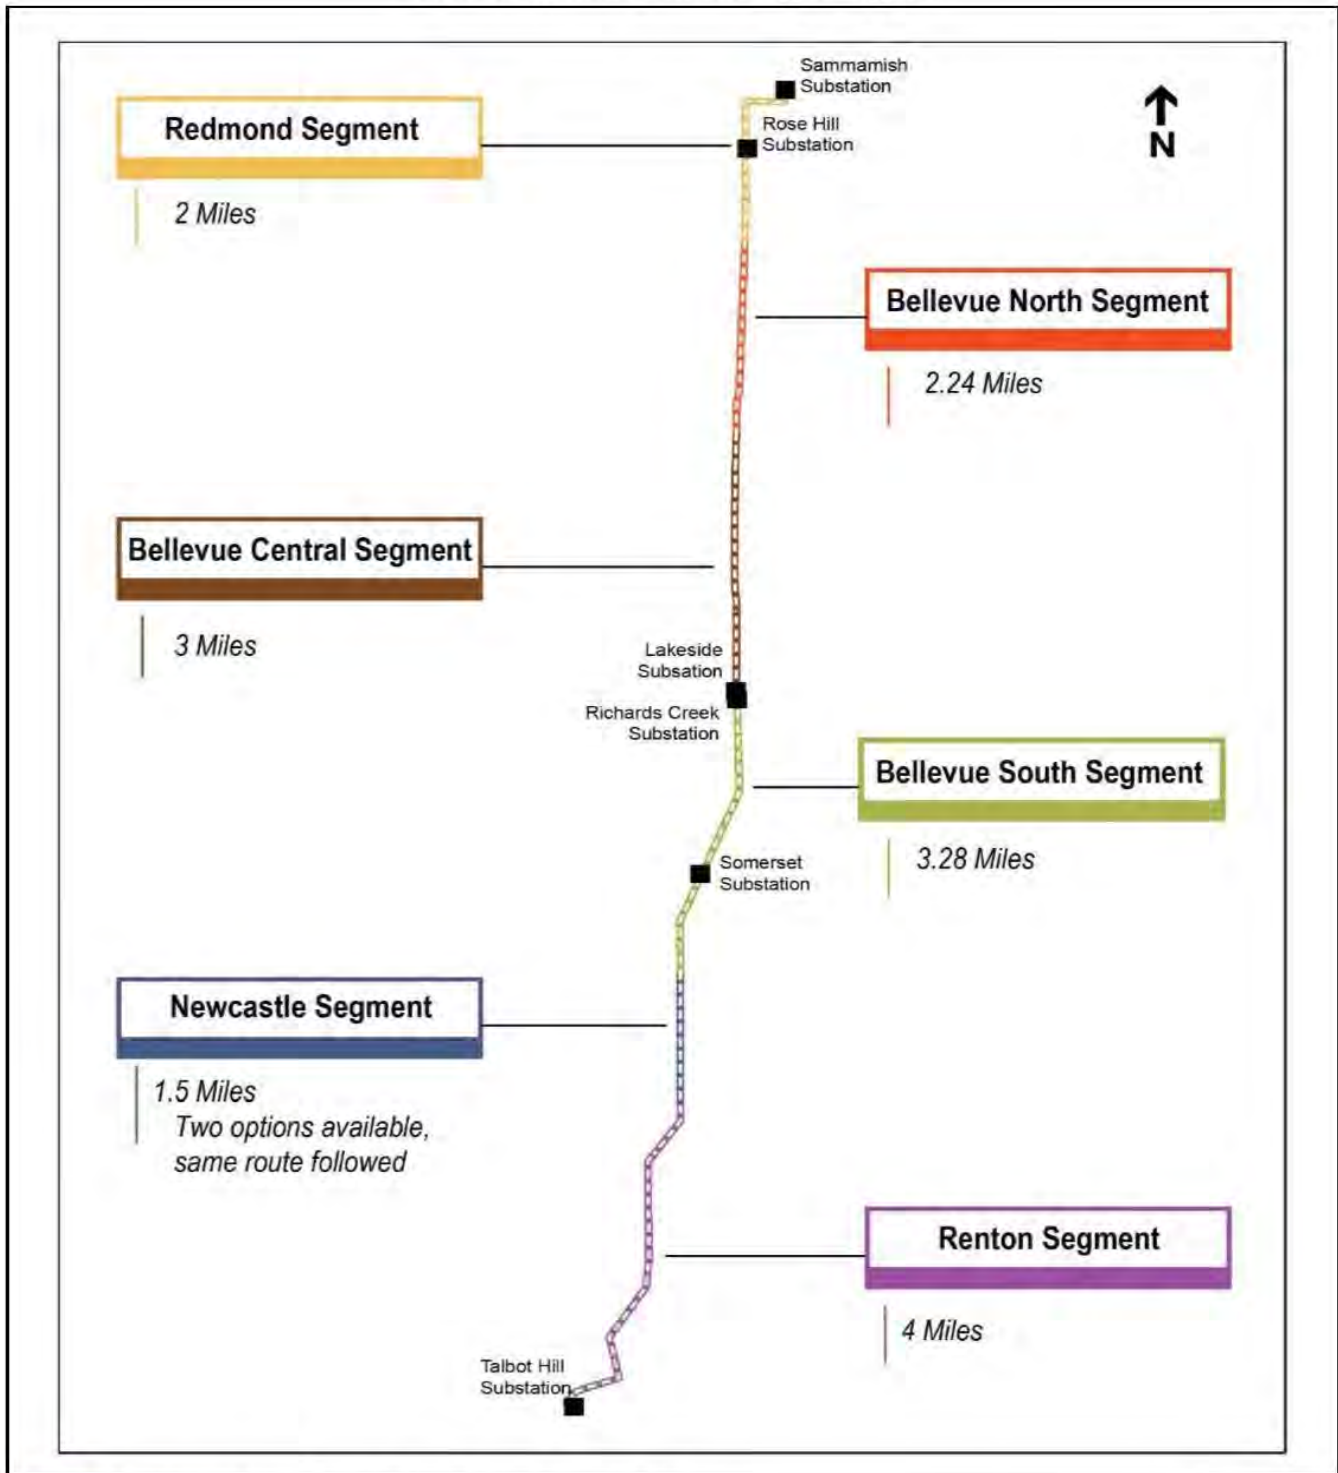 Sammamish
Substation
N
Redmond Segment
Rose Hill
Substation
2 Miles
Bellevue North Segment
2.24 Miles
Bellevue Central Segment
3 Miles
Lakeside
Subsation
Richards Creek
Substation
Bellevue South Segment
3.28 Miles
Somerset
Substation
Newcastle Segment
1.5 Miles
Two options available,
same route followed
Renton Segment
4 Miles
Talbot Hill
Substation